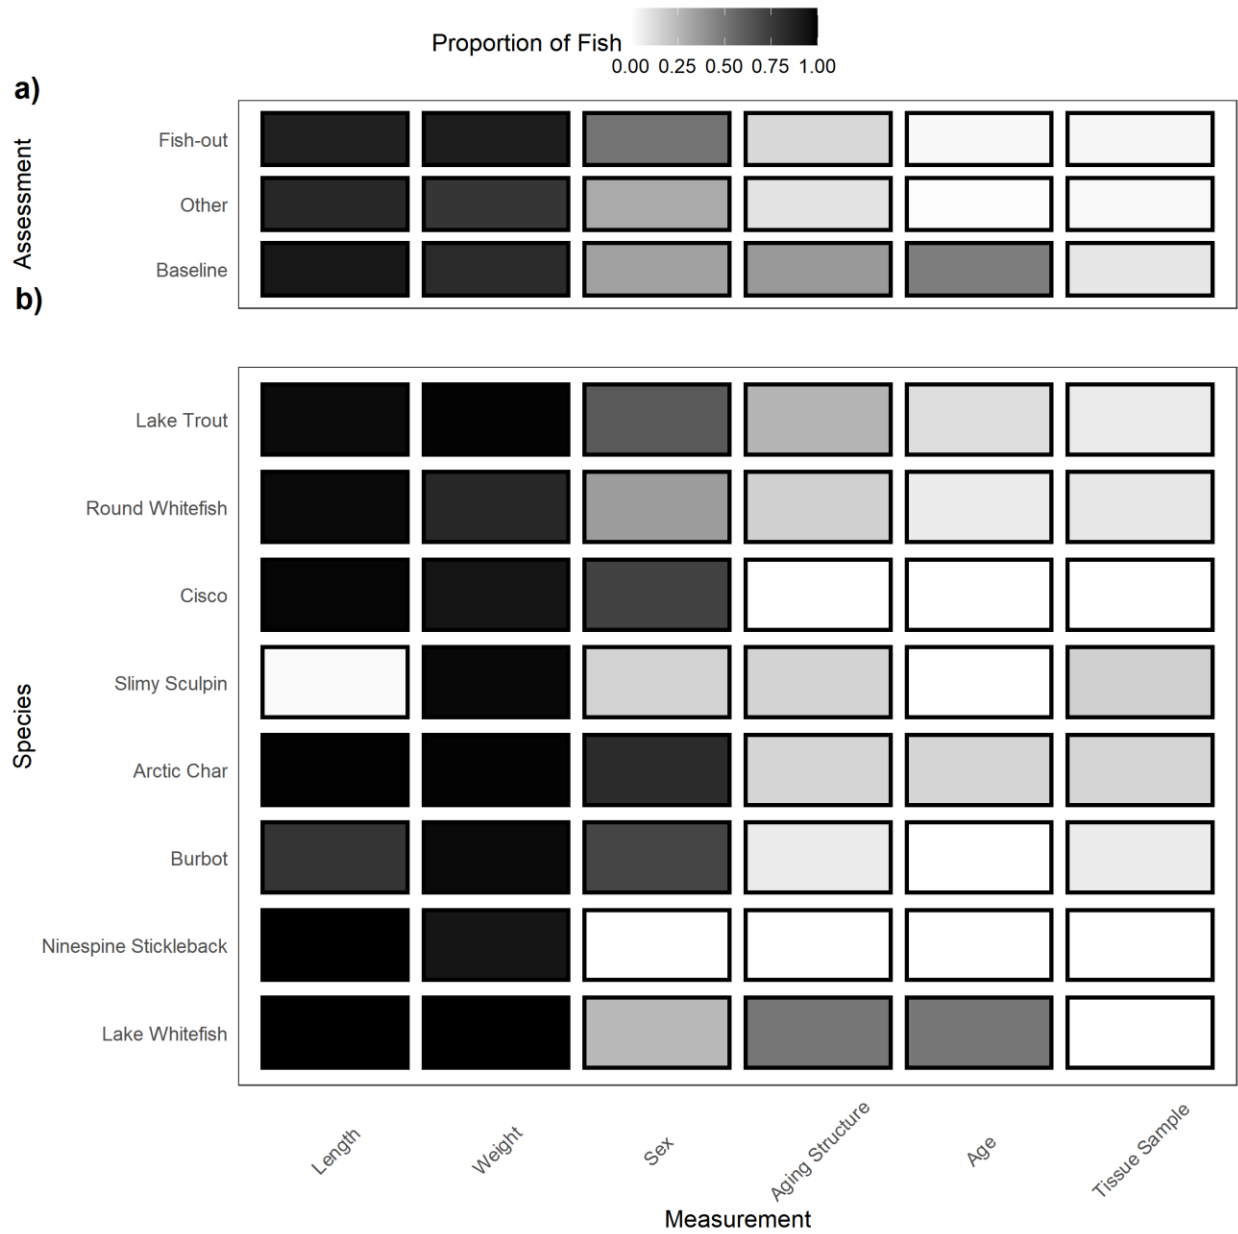 Proportion of Fish
0.00 0.25 0.50 0.75 1.00
a)
Assessment
Fish-out
Other
Baseline
b)
Species
Lake Trout
Round Whitefish
Cisco
Slimy Sculpin
Arctic Char
Burbot
Ninespine Stickleback
Lake Whitefish
Length
Weight
Sex
Aging Structure
Age
Tissue Sample
Measurement